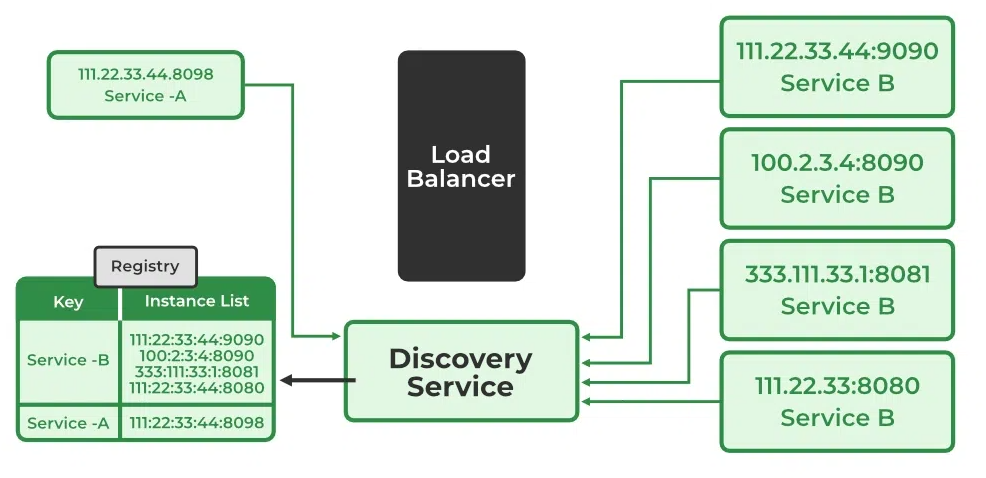 111.22.33.44.8098
Service -A
Load
Balancer
111.22.33.44:9090
Service B
100.2.3.4:8090
Service B
333.111.33.1:8081
Service B
111.22.33:8080
Service B
Discovery
Service
Registry
Key Instance List
Service -B
111:22:33:44:9090
100:2:3:4:8090
333:111:33:1:8081
111:22:33:44:8080
Service -A 111:22:33:44:8098